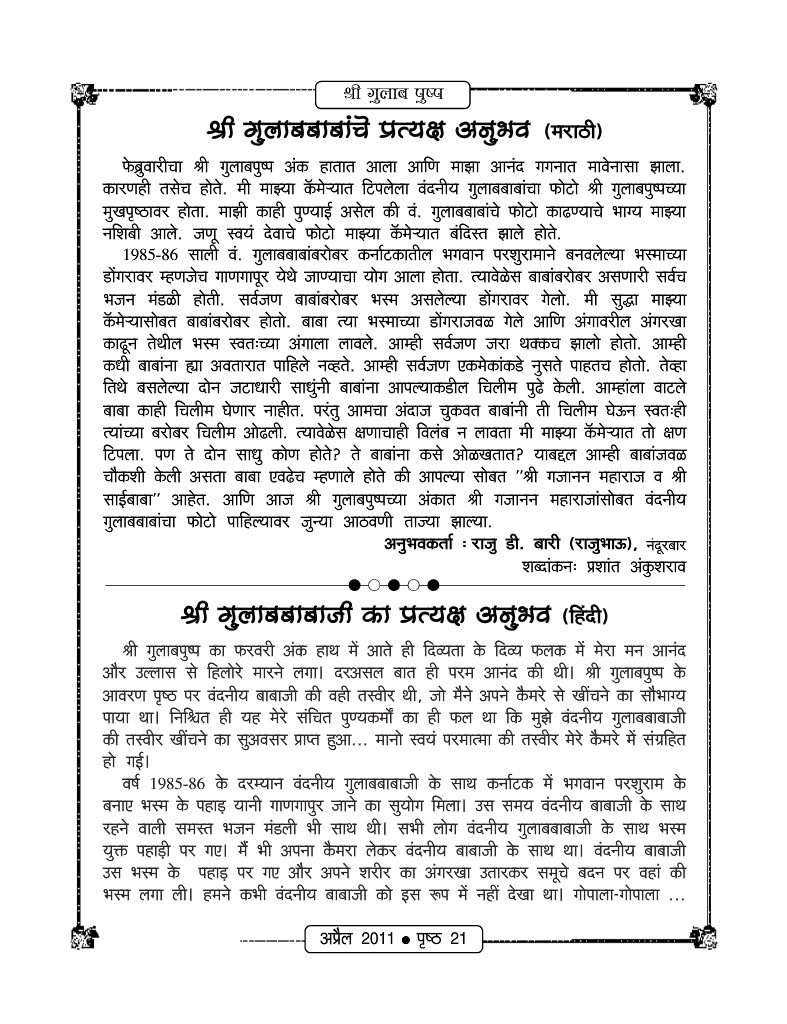 श्री गुलाब पुष्प
श्री गुलाबबाबांचे प्रत्यक्ष अनुभव (मराठी)
फेब्रुवारीचा श्री गुलाबपुष्प अंक हातात आला आणि माझा आनंद गगनात मावेनासा झाला.
कारणही तसेच होते. मी माझ्या कॅमेऱ्यात टिपलेला वंदनीय गुलाबबाबांचा फोटो श्री गुलाबपुष्पच्या
मुखपृष्ठावर होता. माझी काही पुण्याई असेल की वं. गुलाबबाबांचे फोटो काढण्याचे भाग्य माझ्या
नशिबी आले. जणू स्वयं देवाचे फोटो माझ्या कॅमेऱ्यात बंदिस्त झाले होते.
1985-86 साली वं. गुलाबबाबांबरोबर कर्नाटकातील भगवान परशुरामाने बनवलेल्या भस्माच्या
डोंगरावर म्हणजेच गाणगापूर येथे जाण्याचा योग आला होता. त्यावेळेस बाबांबरोबर असणारी सर्वच
भजन मंडळी होती. सर्वजण बाबांबरोबर भस्म असलेल्या डोंगरावर गेलो. मी सुद्धा माझ्या
कॅमेऱ्यासोबत बाबांबरोबर होतो. बाबा त्या भस्माच्या डोंगराजवळ गेले आणि अंगावरील अंगरखा
काढून तेथील भस्म स्वतःच्या अंगाला लावले. आम्ही सर्वजण जरा थक्कच झालो होतो. आम्ही
कधी बाबांना ह्या अवतारात पाहिले नव्हते. आम्ही सर्वजण एकमेकांकडे नुसते पाहतच होतो. तेव्हा
तिथे बसलेल्या दोन जटाधारी साधुंनी बाबांना आपल्याकडील चिलीम पुढे केली. आम्हांला वाटले
बाबा काही चिलीम घेणार नाहीत. परंतु आमचा अंदाज चुकवत बाबांनी ती चिलीम घेऊन स्वतःही
त्यांच्या बरोबर चिलीम ओढली. त्यावेळेस क्षणाचाही विलंब न लावता मी माझ्या कॅमेऱ्यात तो क्षण
टिपला. पण ते दोन साधु कोण होते? ते बाबांना कसे ओळखतात? याबद्दल आम्ही बाबांजवळ
चौकशी केली असता बाबा एवढेच म्हणाले होते की आपल्या सोबत ''श्री गजानन महाराज व श्री
साईबाबा'' आहेत. आणि आज श्री गुलाबपुष्पच्या अंकात श्री गजानन महाराजांसोबत वंदनीय
गुलाबबाबांचा फोटो पाहिल्यावर जुन्या आठवणी ताज्या झाल्या.
अनुभवकर्ता : राजु डी. बारी (राजुभाऊ), नंदूरबार
शब्दांकनः प्रशांत अंकुशराव
श्री गुलाबबाबाजी का प्रत्यक्ष अनुभव (हिंदी)
श्री गुलाबपुष्प का फरवरी अंक हाथ में आते ही दिव्यता के दिव्य फलक में मेरा मन आनंद
और उल्लास से हिलोरे मारने लगा। दरअसल बात ही परम आनंद की थी। श्री गुलाबपुष्प के
आवरण पृष्ठ पर वंदनीय बाबाजी की वही तस्वीर थी, जो मैने अपने कैमरे से खींचने का सौभाग्य
पाया था। निश्चित ही यह मेरे संचित पुण्यकर्मों का ही फल था कि मुझे वंदनीय गुलाबबाबाजी
की तस्वीर खींचने का सुअवसर प्राप्त हुआ... मानो स्वयं परमात्मा की तस्वीर मेरे कैमरे में संग्रहित
हो गई।
वर्ष 1985-86 के दरम्यान वंदनीय गुलाबबाबाजी के साथ कर्नाटक में भगवान परशुराम के
बनाए भस्म के पहाड़ यानी गाणगापुर जाने का सुयोग मिला। उस समय वंदनीय बाबाजी के साथ
रहने वाली समस्त भजन मंडली भी साथ थी। सभी लोग वंदनीय गुलाबबाबाजी के साथ भस्म
युक्त पहाड़ी पर गए। मैं भी अपना कैमरा लेकर वंदनीय बाबाजी के साथ था। वंदनीय बाबाजी
उस भस्म के पहाड़ पर गए और अपने शरीर का अंगरखा उतारकर समूचे बदन पर वहां की
भस्म लगा ली। हमने कभी वंदनीय बाबाजी को इस रूप में नहीं देखा था। गोपाला-गोपाला ...
अप्रैल 2011 ● पृष्ठ 21